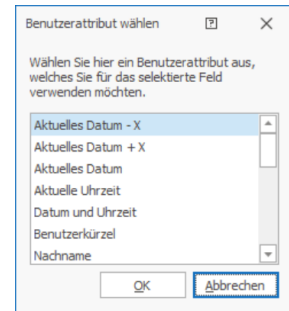 Benutzerattribut wählen
Wählen Sie hier ein Benutzerattribut aus,
welches Sie für das selektierte Feld
verwenden möchten.
Aktuelles Datum - X
Aktuelles Datum + X
Aktuelles Datum
Aktuelle Uhrzeit
Datum und Uhrzeit
Benutzerkürzel
Nachname
OK Abbrechen